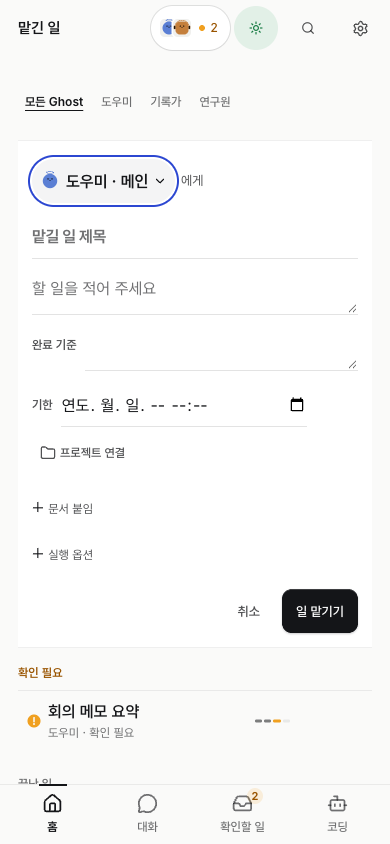 맡긴 일
2
모든 Ghost 도우미 기록가 연구원
도우미 · 메인 에게
맡길 일 제목
할 일을 적어 주세요
완료 기준
기한 연도. 월. 일. -- --:--
프로젝트 연결
+ 문서 붙임
+ 실행 옵션
취소 일 맡기기
확인 필요
회의 메모 요약
도우미 · 확인 필요
2
홈 대화 확인할 일 코딩